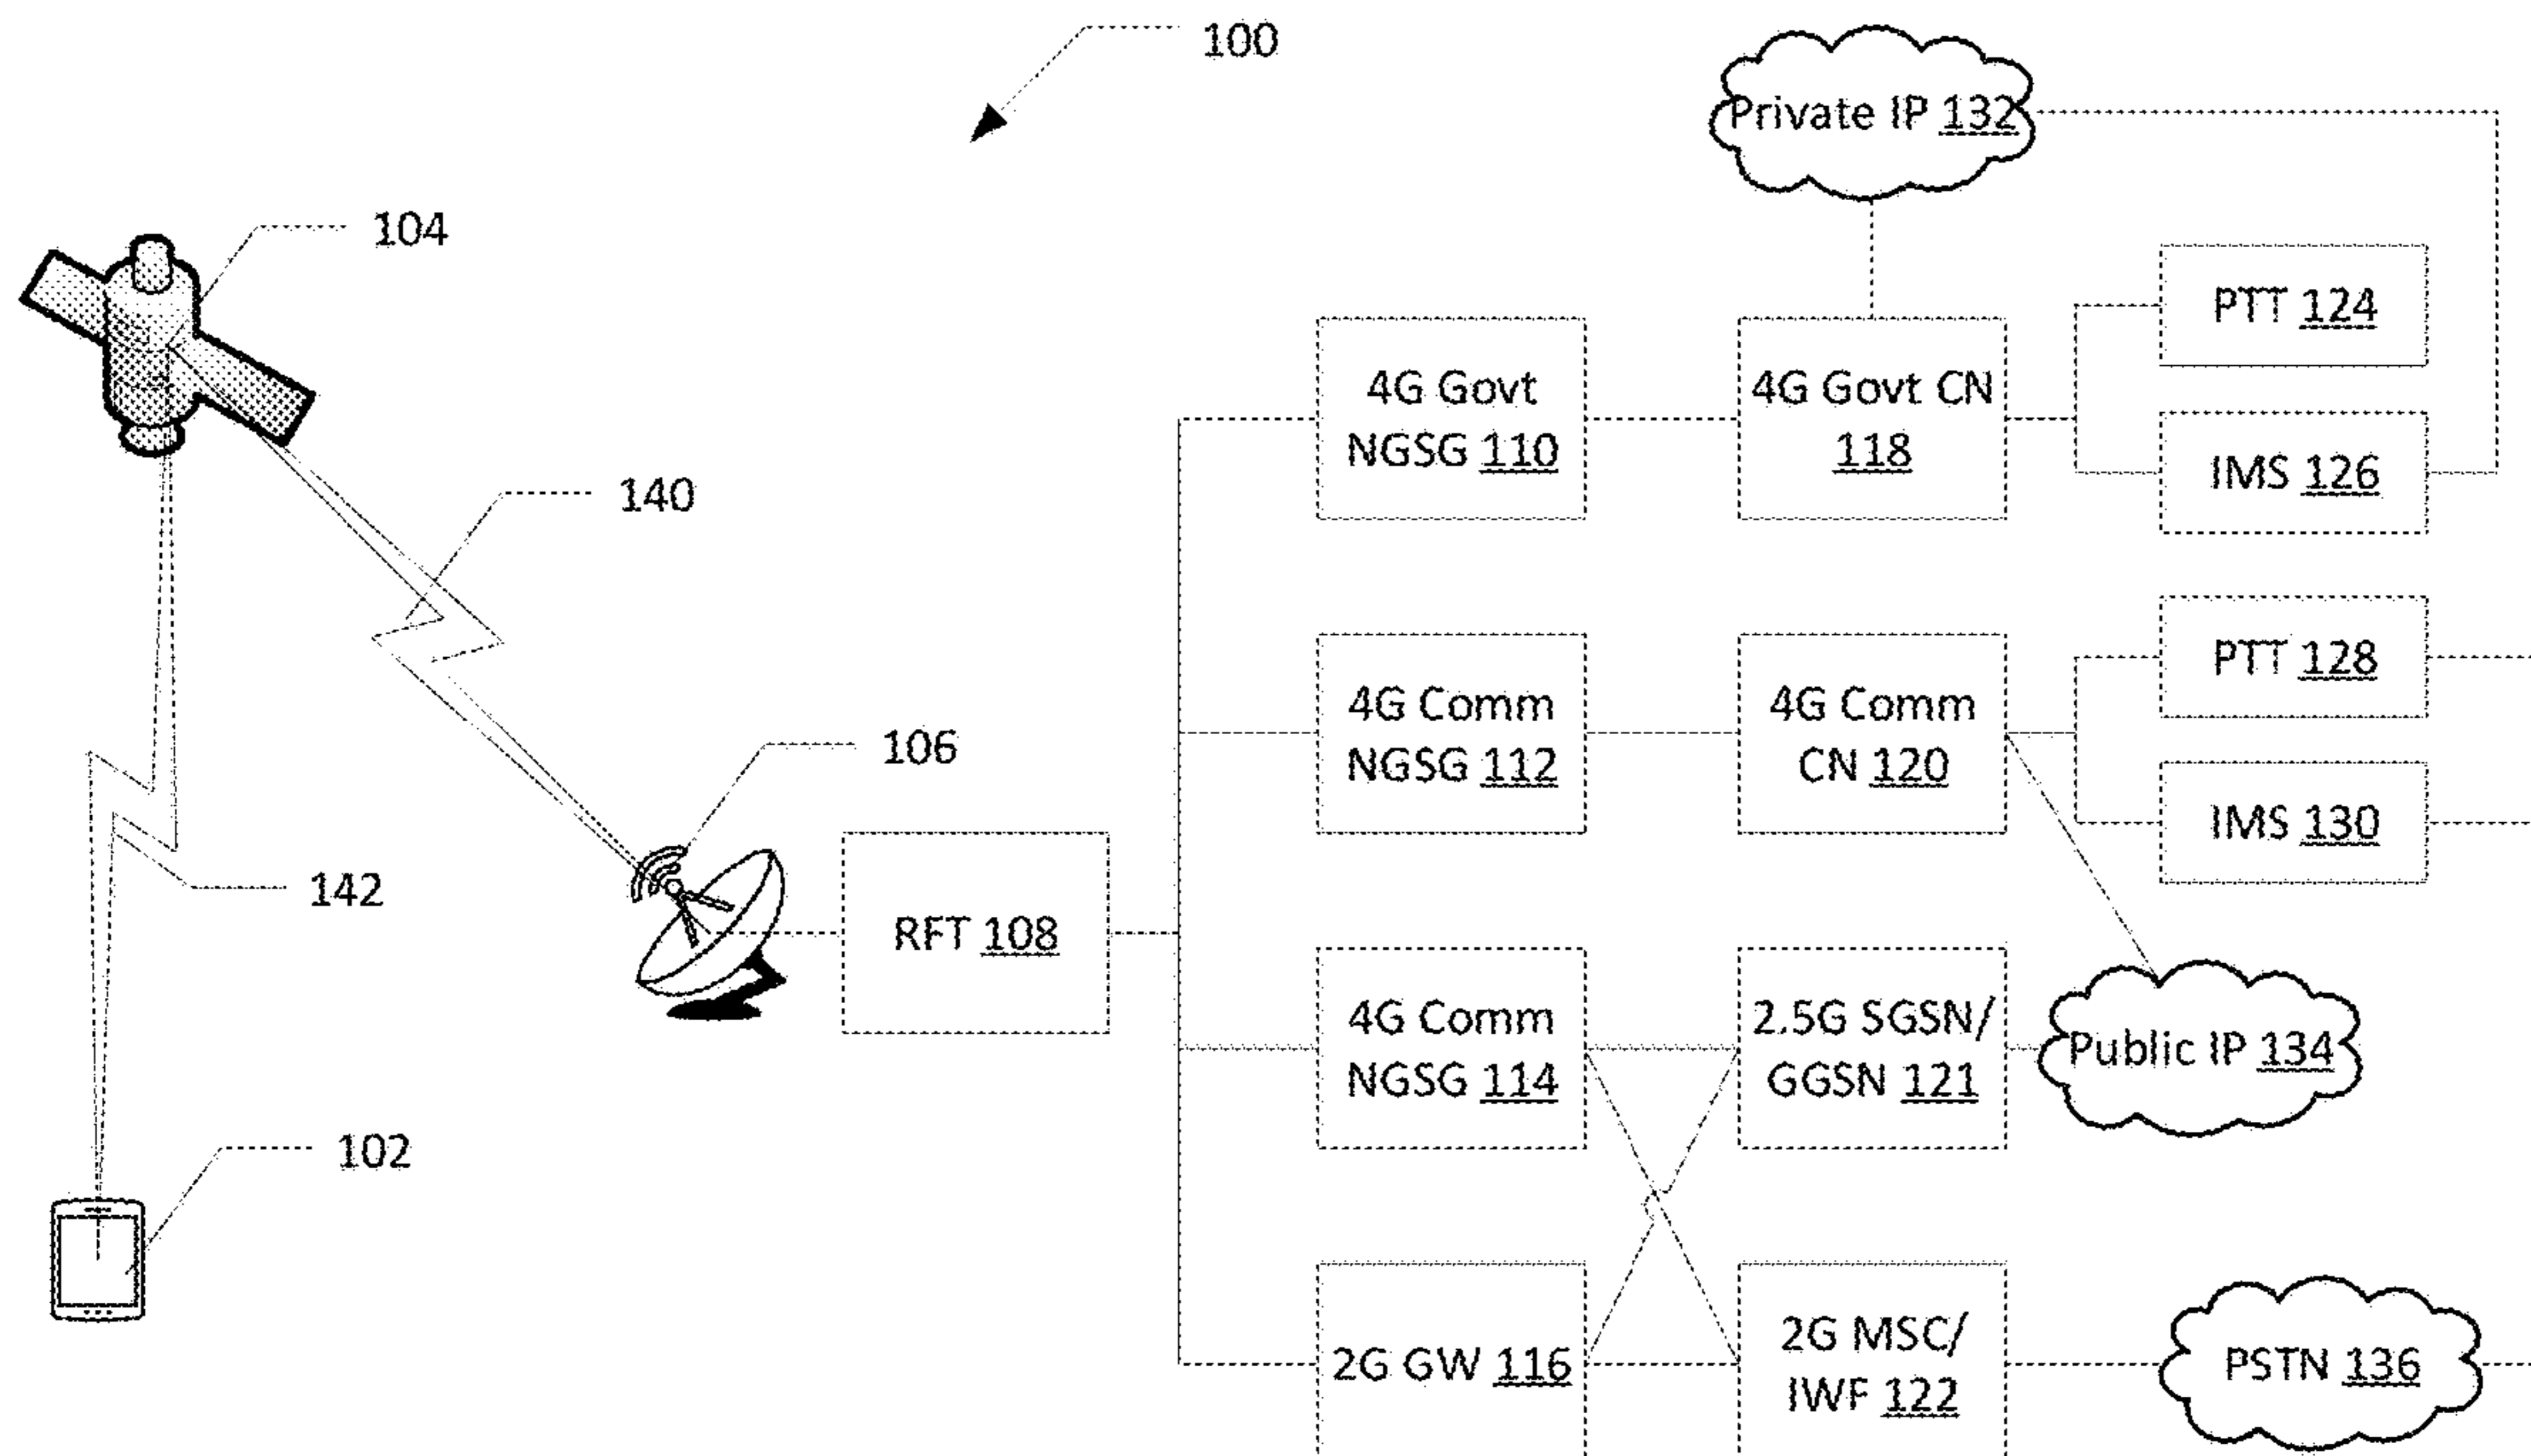 100
Private IP 132
104
PTT 124
4G Govt
NGSG 110
4G Govt CN
118
IMS 126
140
PTT 128
4G Comm
NGSG 112
4G Comm
CN 120
106
IMS 130
142
RFT 108
4G Comm
NGSG 114
2.5G SGSN/
GGSN 121
Public IP 134
102
2G GW 116
2G MSC/
IWF 122
PSTN 136